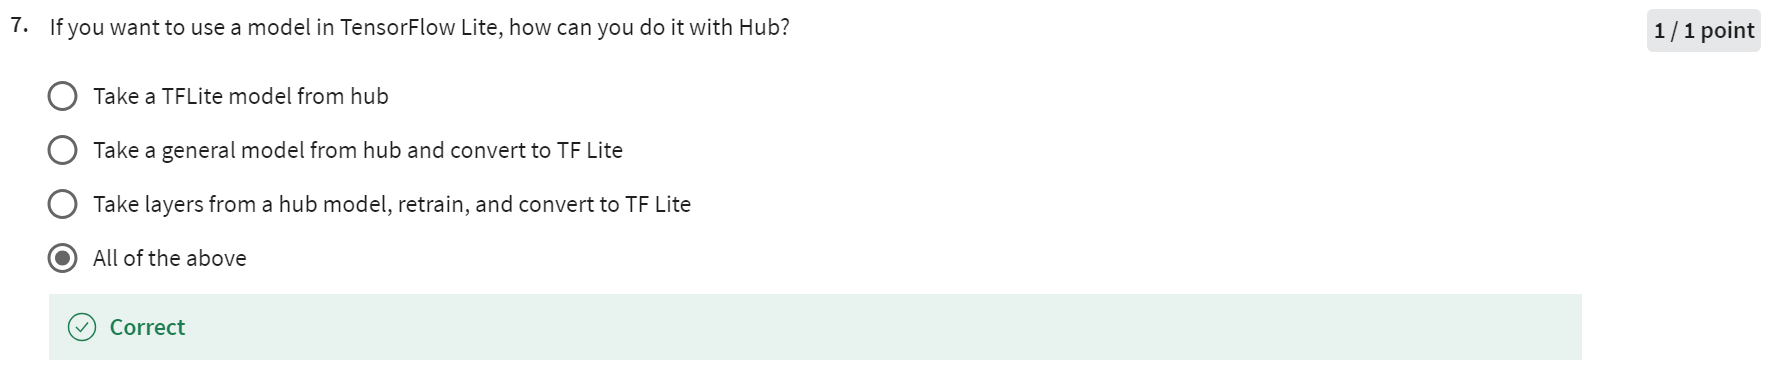 7. If you want to use a model in TensorFlow Lite, how can you do it with Hub?
1 / 1 point
Take a TFLite model from hub
Take a general model from hub and convert to TF Lite
Take layers from a hub model, retrain, and convert to TF Lite
All of the above
Correct